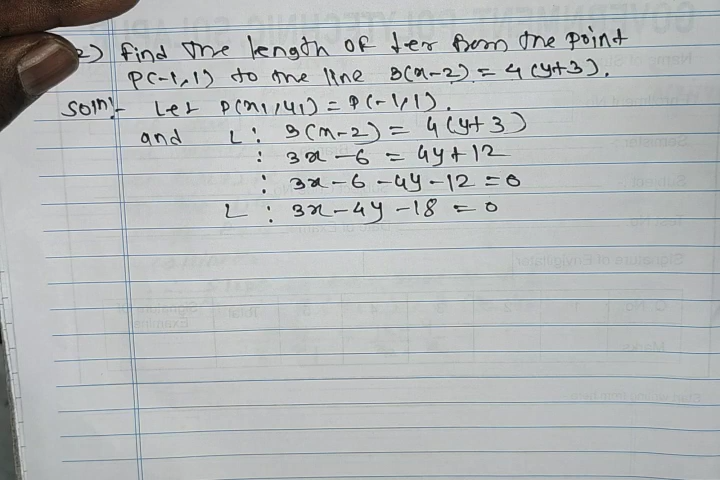 2) find the length of ler from the point
P(-1,1) to the line 3(x-2) = 4(y+3).
Soln:- Let P(x1,y1) = P(-1,1).
and L : 3(x-2) = 4(y+3)
: 3x-6 = 4y+12
: 3x-6-4y-12 = 0
L : 3x-4y-18 = 0